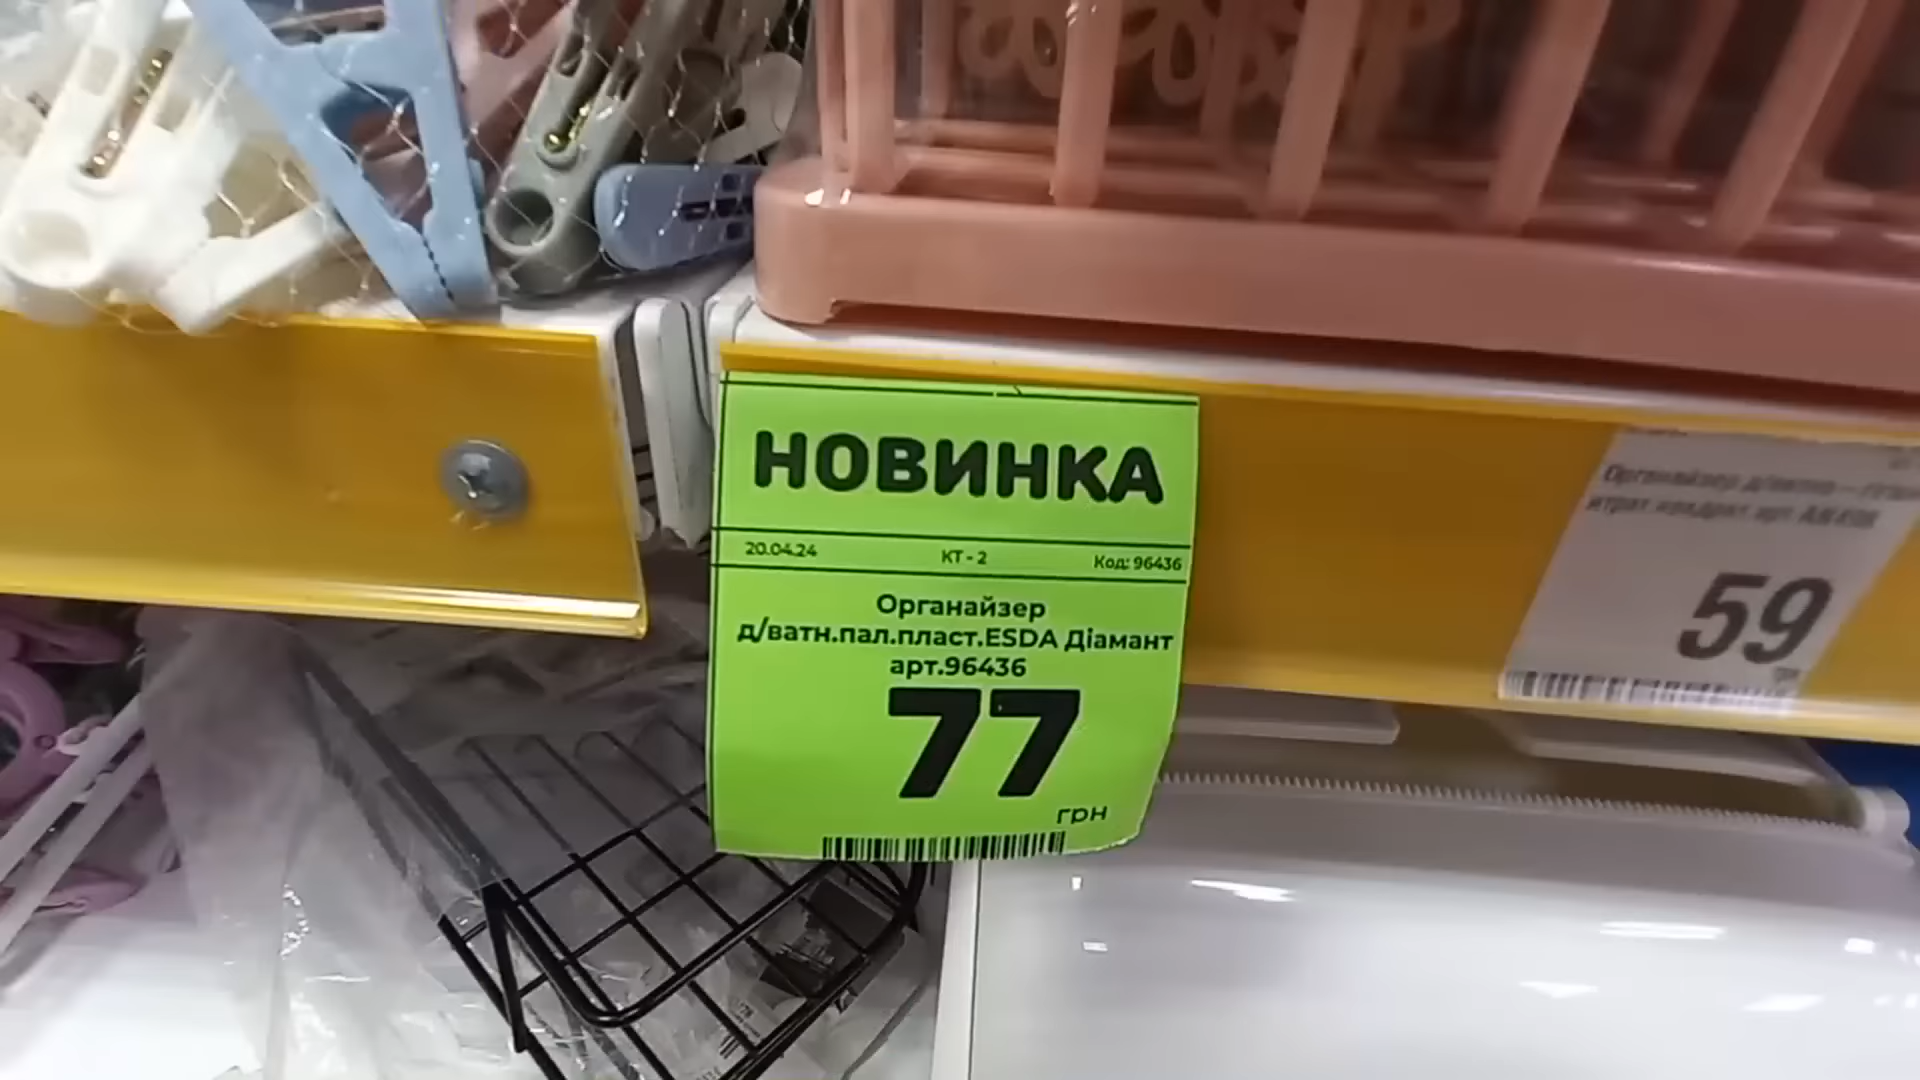 НОВИНКА
20.04.24 КТ-2 Код: 96436
Органайзер
д/ватн.пал.пласт.ESDA Діамант
арт.96436
77
грн
Органайзер
59